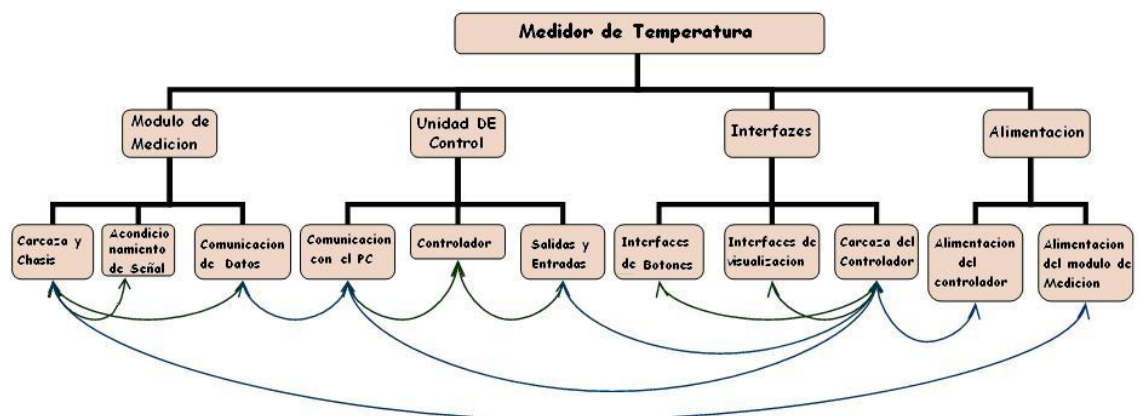 Medidor de Temperatura
Modulo de
Medicion
Unidad DE
Control
Interfazes
Alimentacion
Carcaza y
Chasis
Acondicio
namiento
de Señal
Comunicacion
de Datos
Comunicacion
con el PC
Controlador
Salidas y
Entradas
Interfaces
de Botones
Interfaces de
visualizacion
Carcaza del
Controlador
Alimentacion
del
controlador
Alimentacion
del modulo de
Medicion